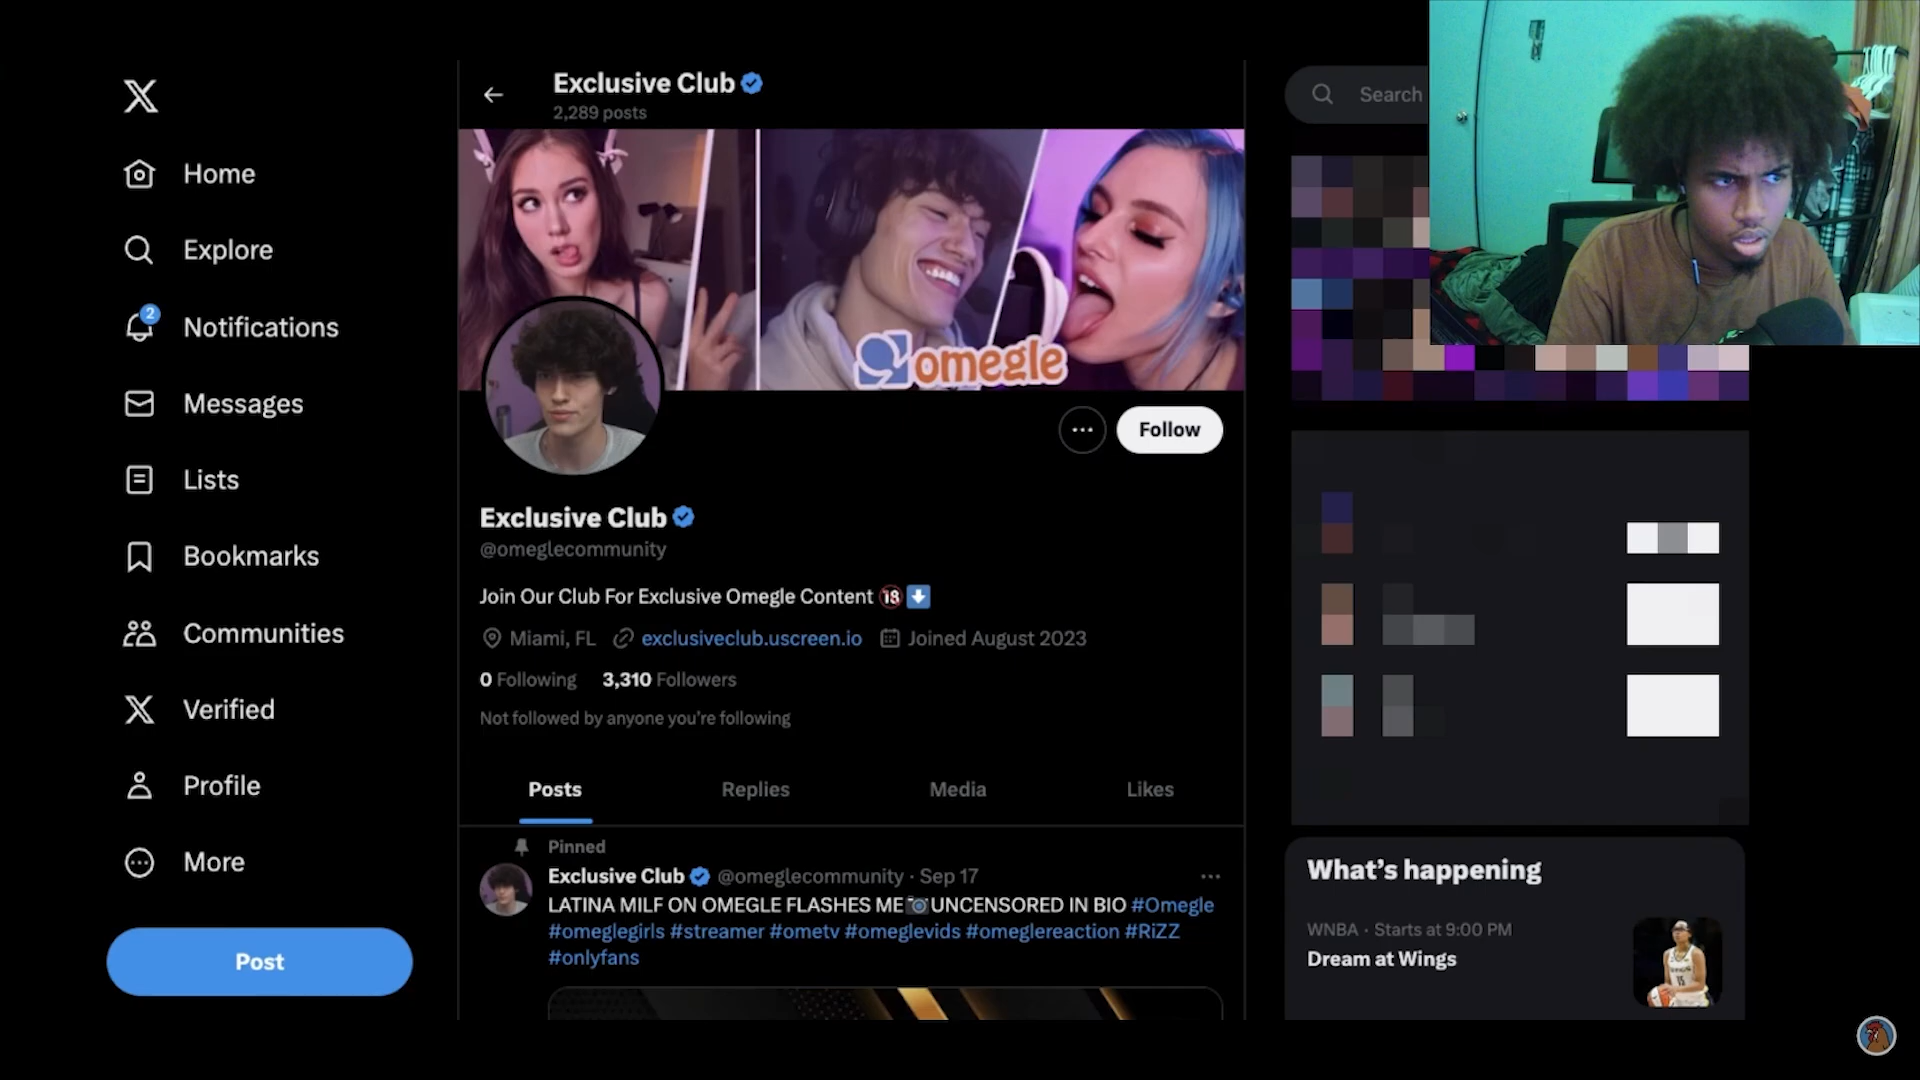 Home
Explore
2
Notifications
Messages
Lists
Bookmarks
Communities
Verified
Profile
More
Post
Exclusive Club
2,289 posts
omegle
Follow
Exclusive Club
@omeglecommunity
Join Our Club For Exclusive Omegle Content 🔞⬇️
Miami, FL exclusiveclub.uscreen.io Joined August 2023
0 Following 3,310 Followers
Not followed by anyone you're following
Posts Replies Media Likes
Pinned
Exclusive Club @omeglecommunity · Sep 17
LATINA MILF ON OMEGLE FLASHES ME📷UNCENSORED IN BIO #Omegle
#omeglegirls #streamer #ometv #omeglevids #omeglereaction #RiZZ
#onlyfans
Search
What's happening
WNBA · Starts at 9:00 PM
Dream at Wings